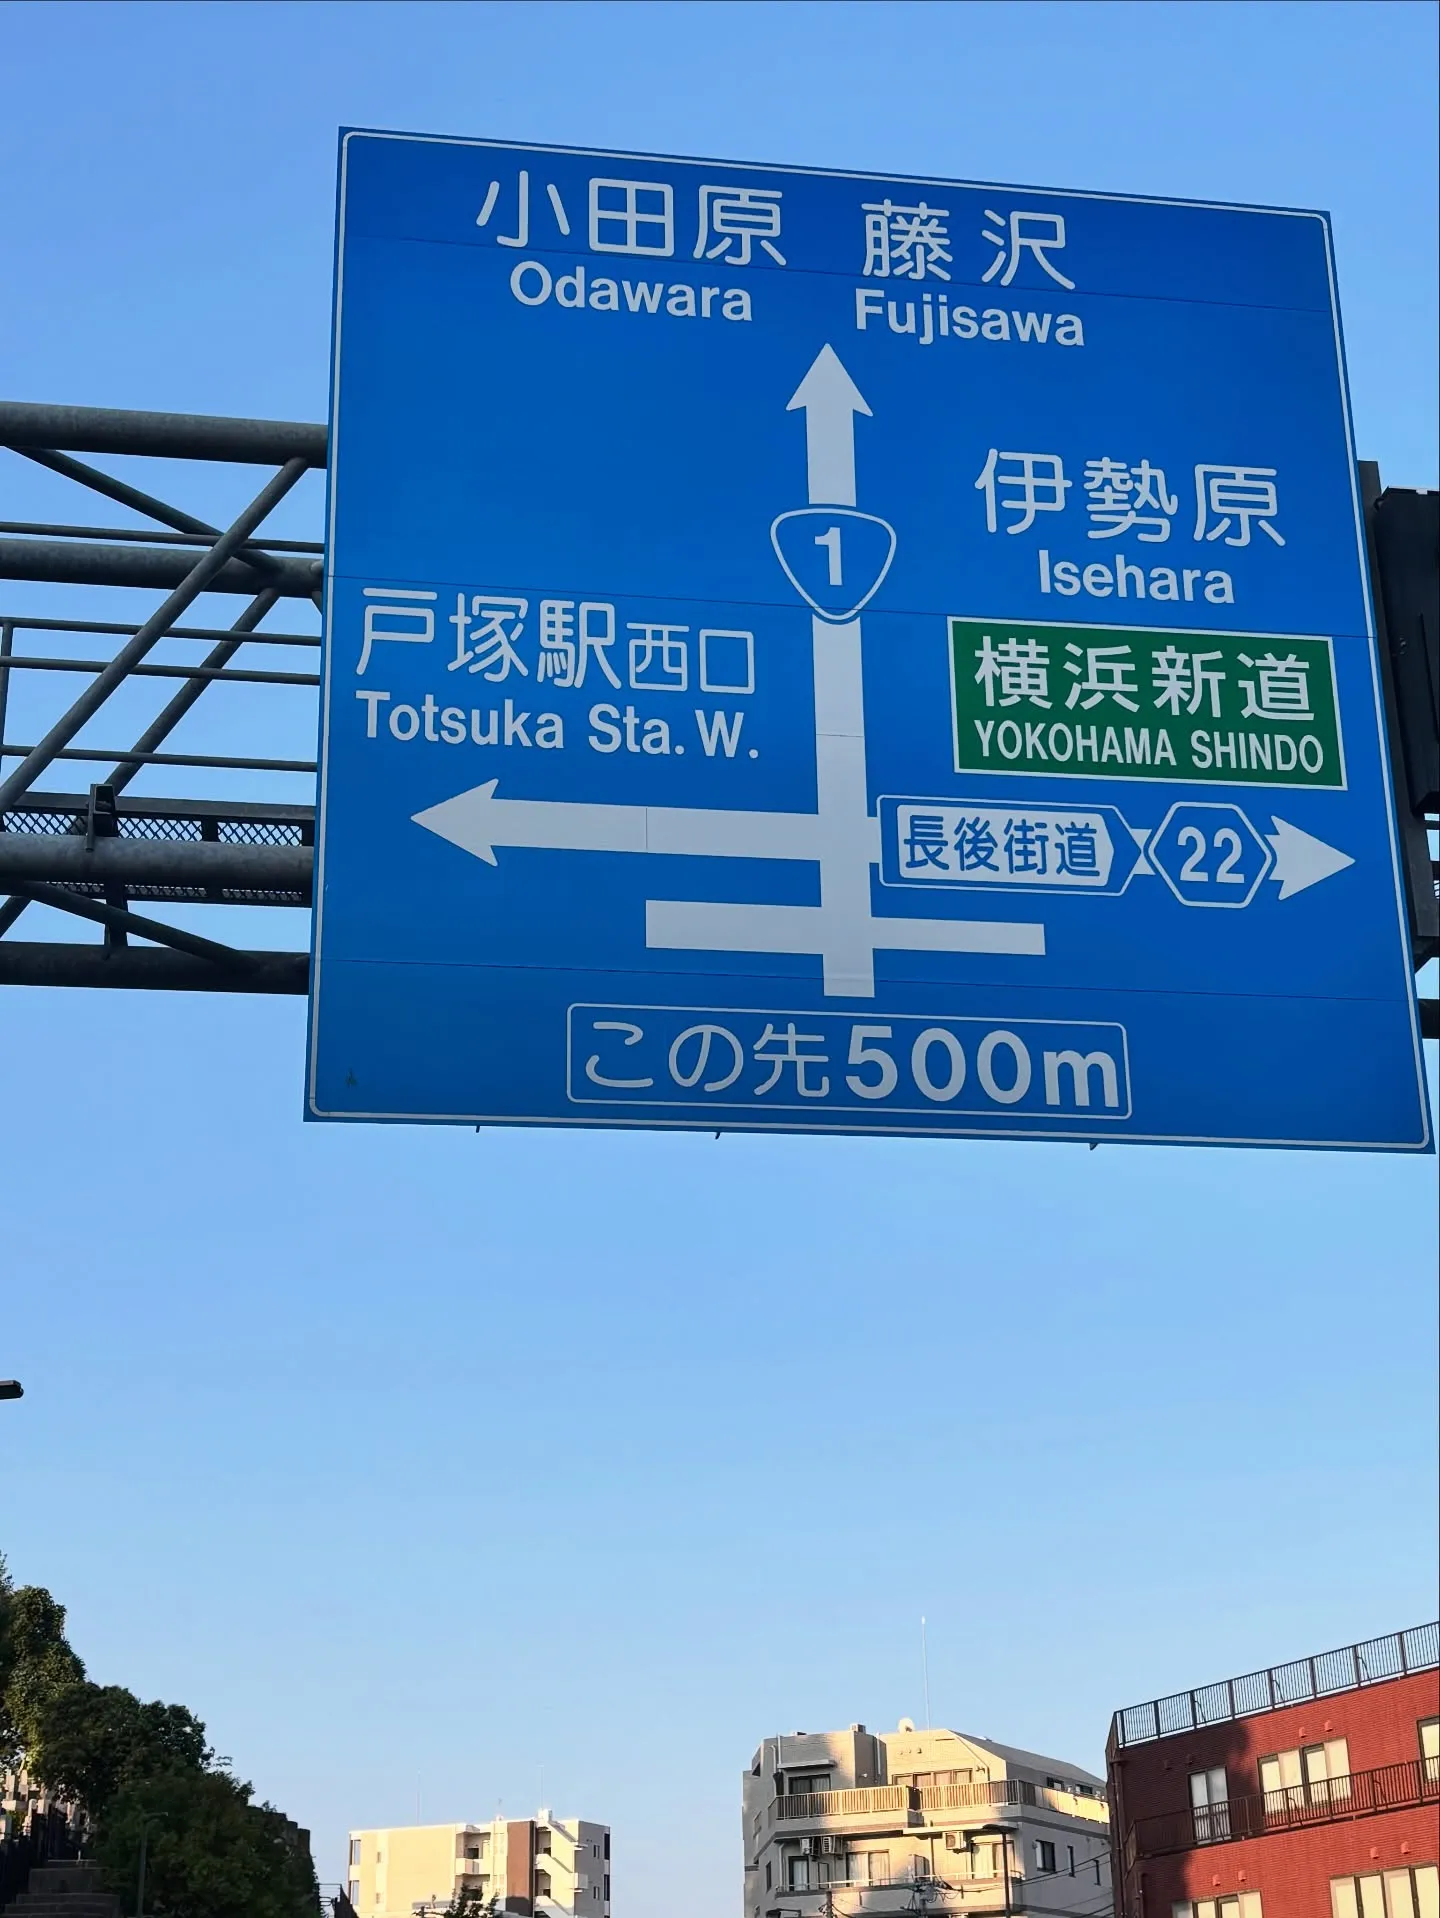 小田原 藤沢
Odawara Fujisawa
1
伊勢原
Isehara
戸塚駅西口
Totsuka Sta. W.
横浜新道
YOKOHAMA SHINDO
長後街道 22
この先500m